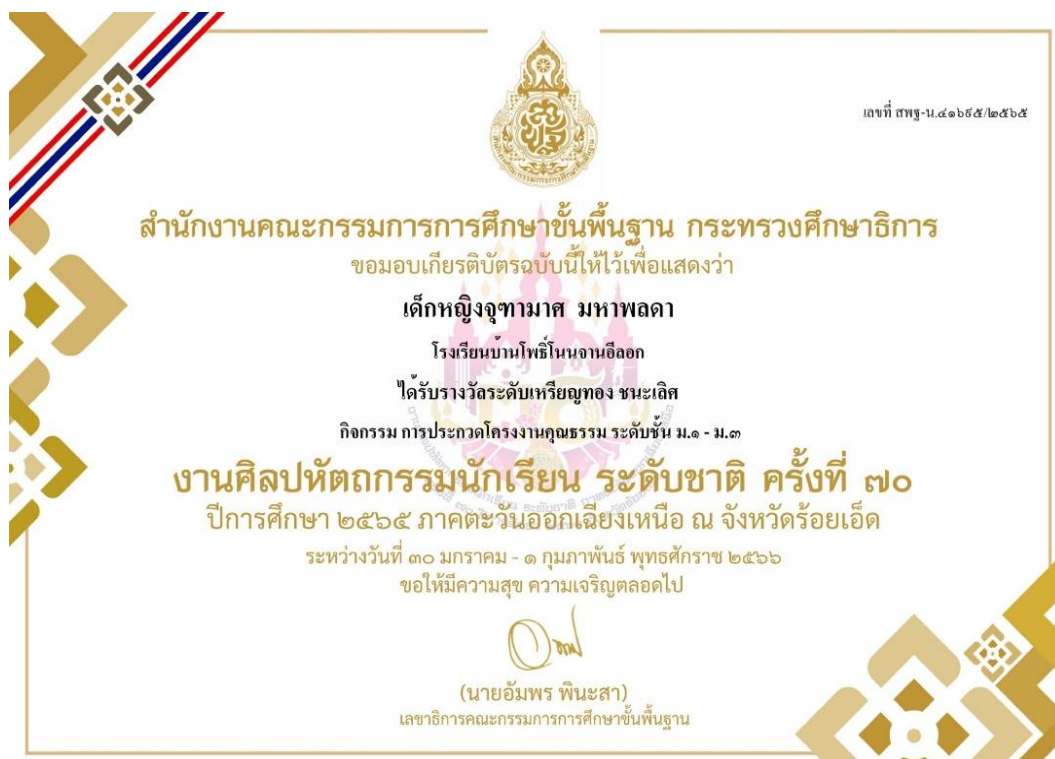 เลขที่ สพฐ-น.๔๑๖๙๕/๒๕๖๕
สำนักงานคณะกรรมการการศึกษาขั้นพื้นฐาน กระทรวงศึกษาธิการ
ขอมอบเกียรติบัตรฉบับนี้ให้ไว้เพื่อแสดงว่า
เด็กหญิงจุฑามาศ มหาพลดา
โรงเรียนบ้านโพธิ์โนนจานอีลอก
ได้รับรางวัลระดับเหรียญทอง ชนะเลิศ
กิจกรรม การประกวดโครงงานคุณธรรม ระดับชั้น ม.๑ - ม.๓
งานศิลปหัตถกรรมนักเรียน ระดับชาติ ครั้งที่ ๗๐
ปีการศึกษา ๒๕๖๕ ภาคตะวันออกเฉียงเหนือ ณ จังหวัดร้อยเอ็ด
ระหว่างวันที่ ๓๐ มกราคม - ๑ กุมภาพันธ์ พุทธศักราช ๒๕๖๖
ขอให้มีความสุข ความเจริญตลอดไป
(นายอัมพร พินะสา)
เลขาธิการคณะกรรมการการศึกษาขั้นพื้นฐาน